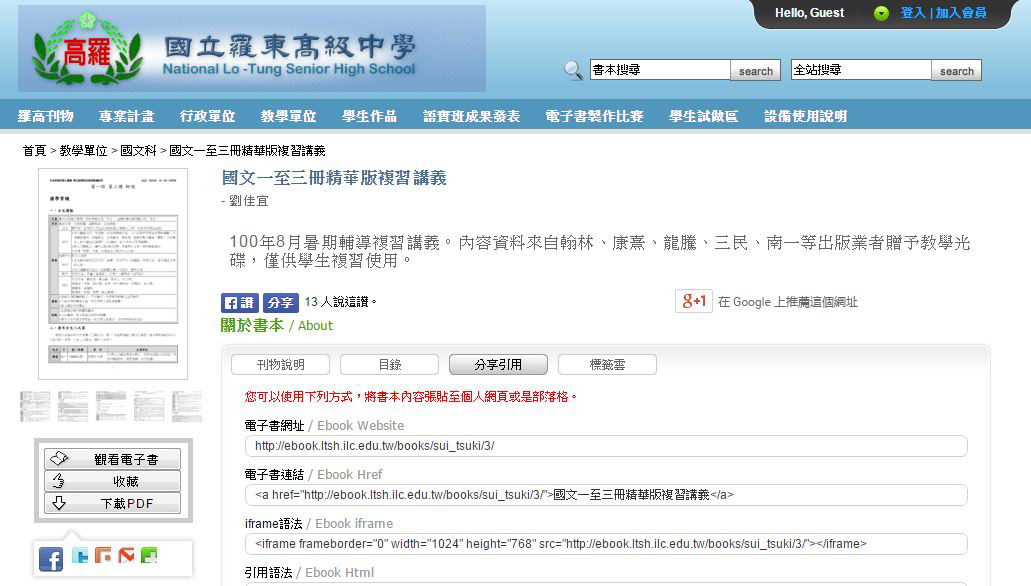 Hello, Guest
登入 | 加入會員
高羅
國立羅東高級中學
National Lo -Tung Senior High School
書本搜尋
search
全站搜尋
search
羅高刊物 專業計畫 行政單位 教學單位 學生作品 語實班成果發表 電子書製作比賽 學生試做區 設備使用說明
首頁 > 教學單位 > 國文科 > 國文一至三冊精華版複習講義
國文一至三冊精華版複習講義
- 劉佳宜
100年8月暑期輔導複習講義。內容資料來自翰林、康熹、龍騰、三民、南一等出版業者贈予教學光
碟，僅供學生複習使用。
讚 分享 13 人說這讚。
g+1 在 Google 上推薦這個網址
關於書本 / About
刊物說明 目錄 分享引用 標籤雲
您可以使用下列方式，將書本內容張貼至個人網頁或是部落格。
電子書網址 / Ebook Website
http://ebook.ltsh.ilc.edu.tw/books/sui_tsuki/3/
電子書連結 / Ebook Href
<a href="http://ebook.ltsh.ilc.edu.tw/books/sui_tsuki/3/">國文一至三冊精華版複習講義</a>
iframe語法 / Ebook iframe
<iframe frameborder="0" width="1024" height="768" src="http://ebook.ltsh.ilc.edu.tw/books/sui_tsuki/3/"></iframe>
引用語法 / Ebook Html
觀看電子書
收藏
下載PDF